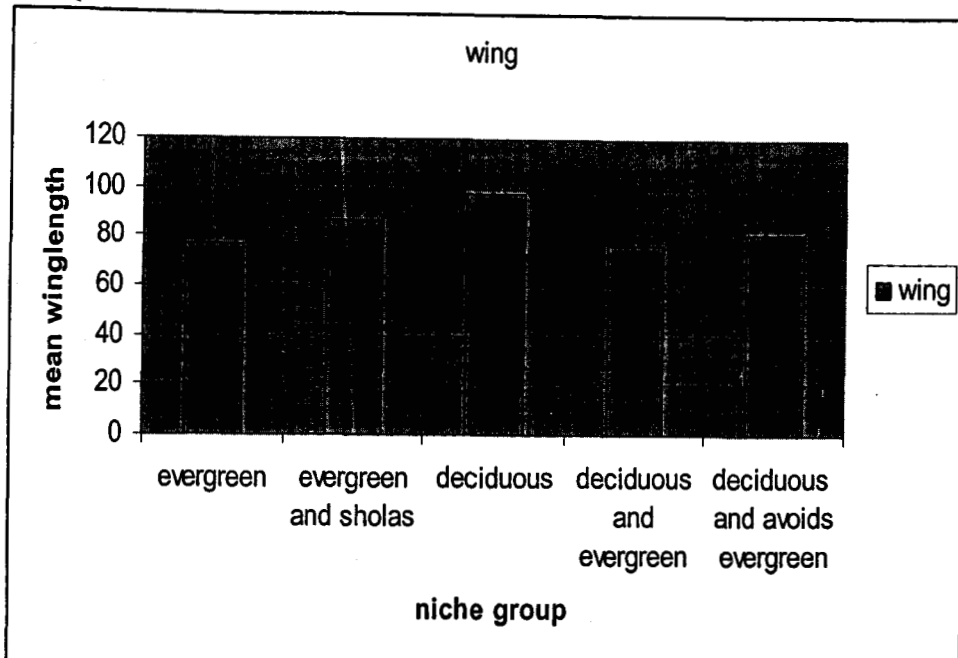 wing
120
100
80
60
40
20
0
mean winglength
evergreen
evergreen and sholas
deciduous
deciduous and evergreen
deciduous and avoids evergreen
niche group
wing